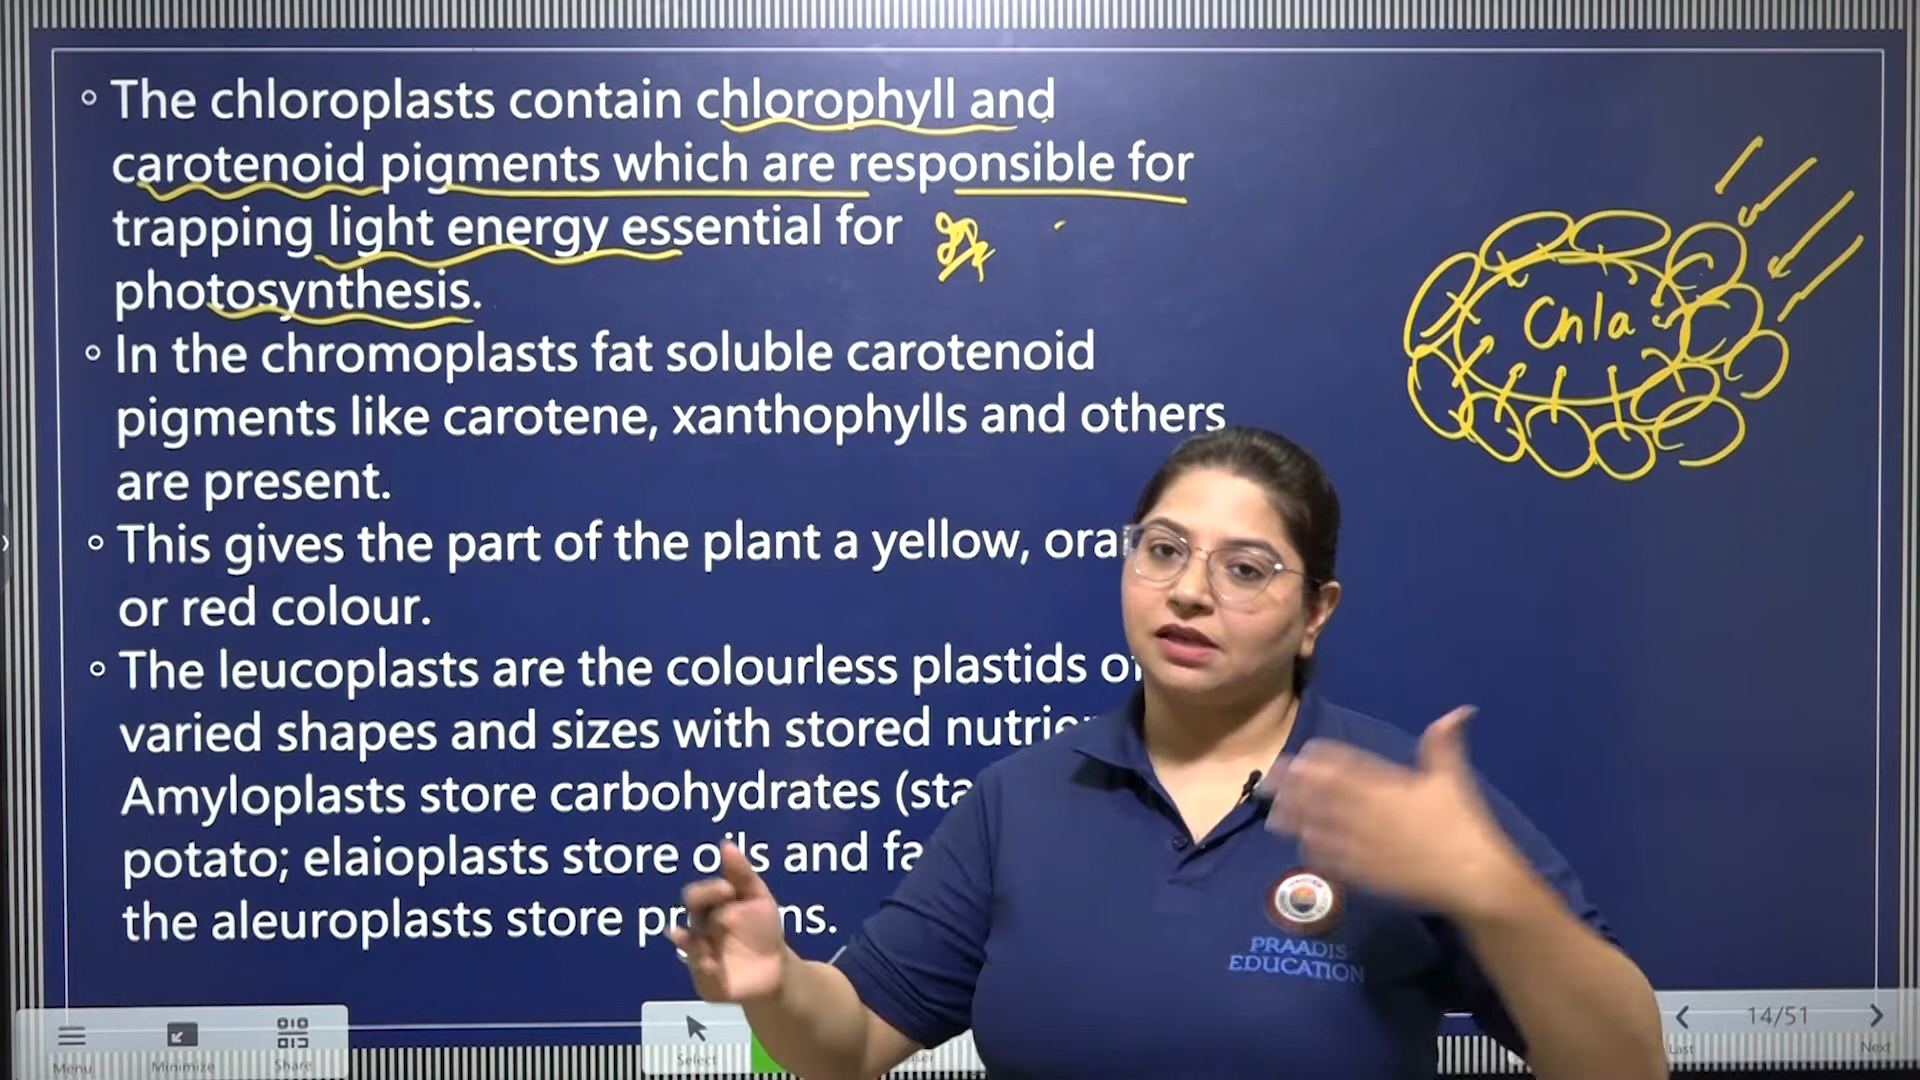 The chloroplasts contain chlorophyll and
carotenoid pigments which are responsible for
trapping light energy essential for
photosynthesis.
In the chromoplasts fat soluble carotenoid
pigments like carotene, xanthophylls and others
are present.
This gives the part of the plant a yellow,
or red colour.
The leucoplasts are the colourless plastids
varied shapes and sizes with stored
Amyloplasts store carbohydrates
potato; elaioplasts store oils and
the aleuroplasts store
Chla
PRAADIS
EDUCATION
Menu
Minimize
Share
Select
Last
14/51
Next